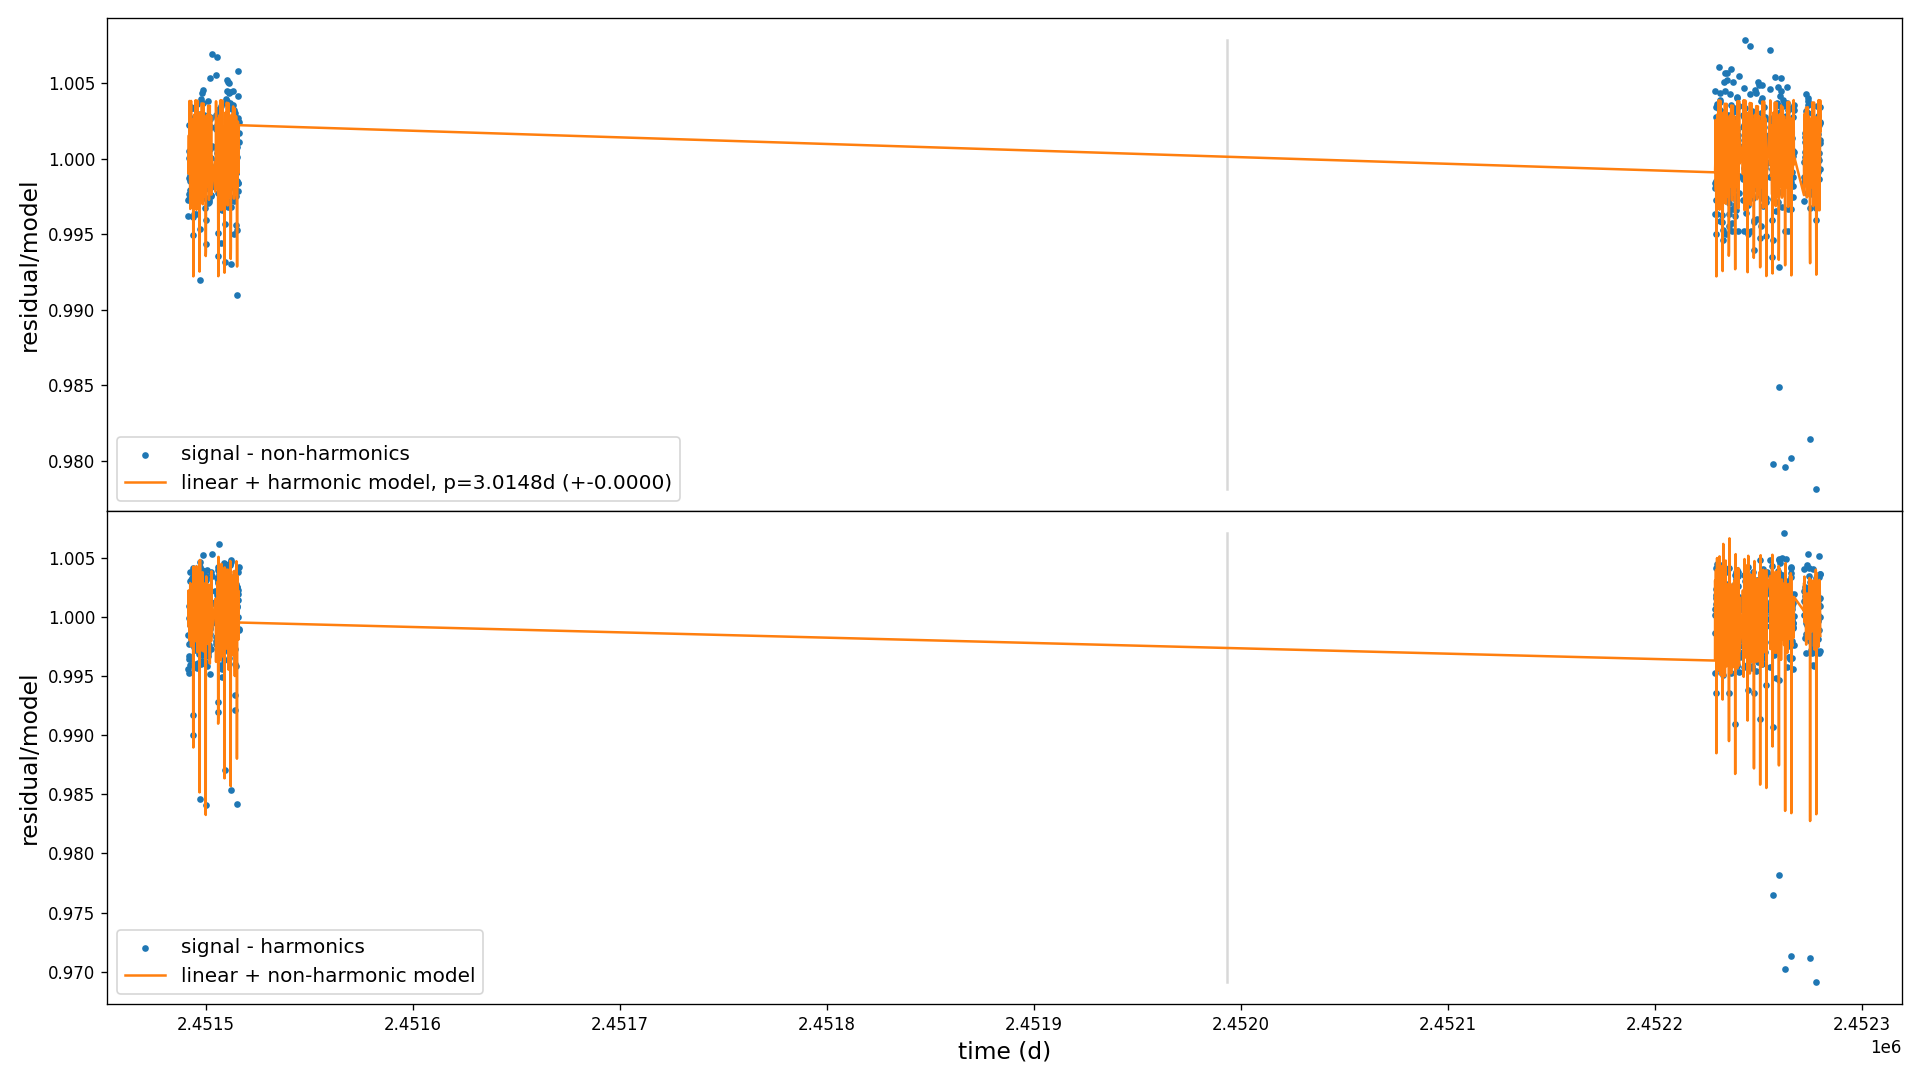 residual/model
1.005
1.000
0.995
0.990
0.985
0.980
signal - non-harmonics
linear + harmonic model, p=3.0148d (+-0.0000)
residual/model
1.005
1.000
0.995
0.990
0.985
0.980
0.975
0.970
signal - harmonics
linear + non-harmonic model
2.4515
2.4516
2.4517
2.4518
2.4519
2.4520
2.4521
2.4522
2.4523
1e6
time (d)